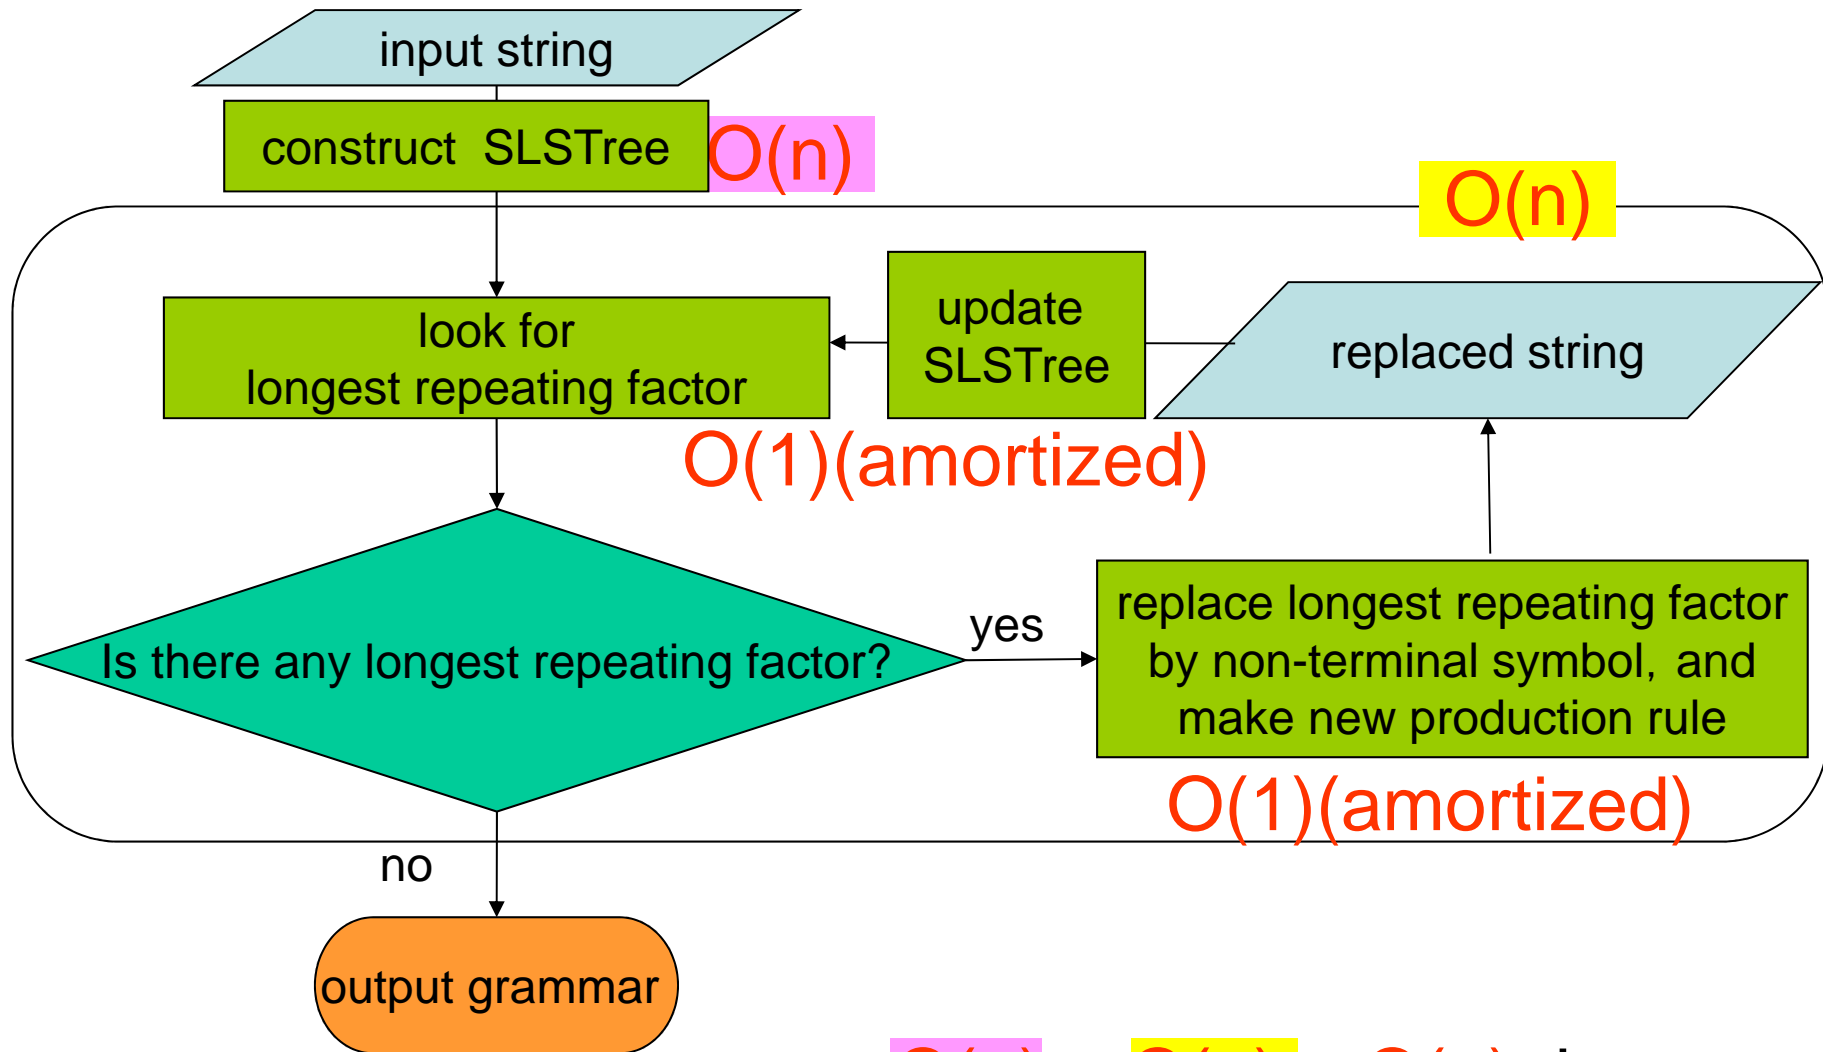 input string
construct SLSTree
O(n)
O(n)
look for
longest repeating factor
update
SLSTree
replaced string
O(1)(amortized)
Is there any longest repeating factor?
yes
replace longest repeating factor
by non-terminal symbol, and
make new production rule
O(1)(amortized)
no
output grammar